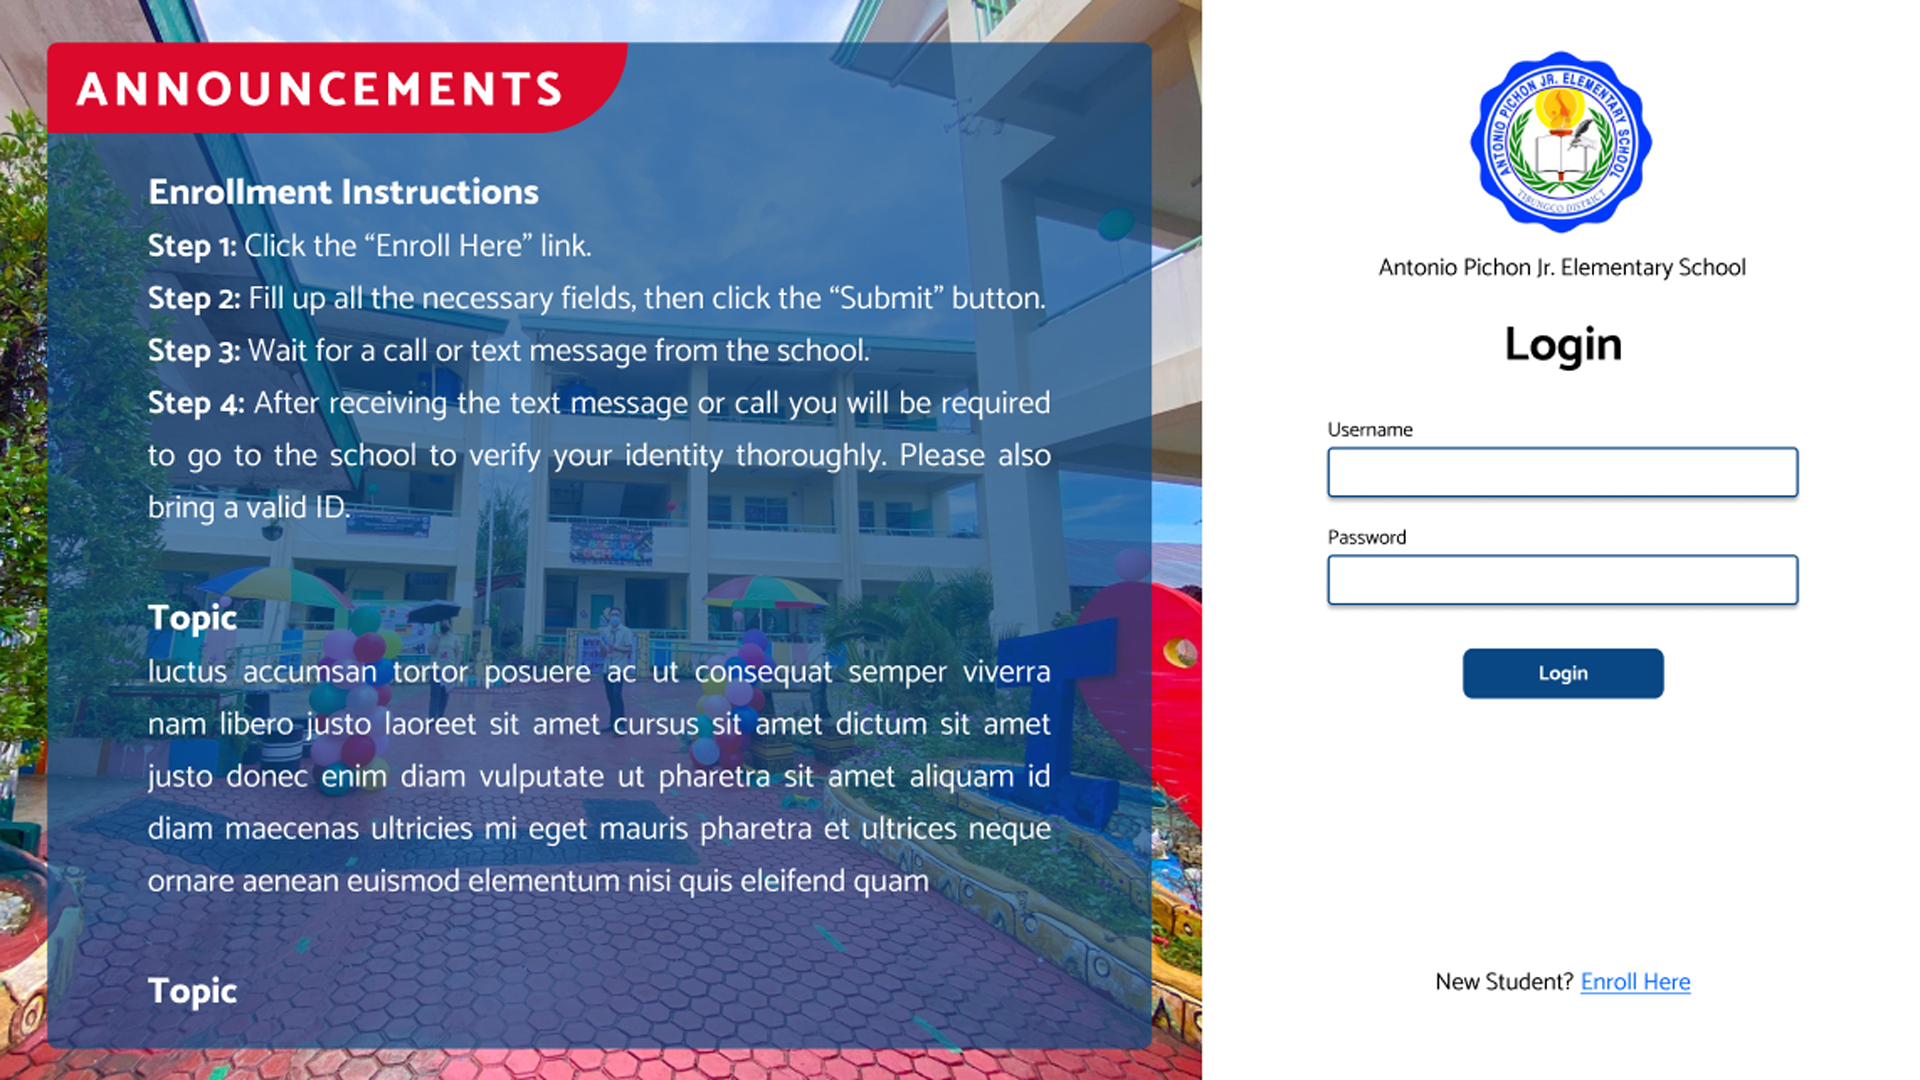 ANNOUNCEMENTS
Enrollment Instructions
Step 1: Click the “Enroll Here” link.
Step 2: Fill up all the necessary fields, then click the “Submit” button.
Step 3: Wait for a call or text message from the school.
Step 4: After receiving the text message or call you will be required
to go to the school to verify your identity thoroughly. Please also
bring a valid ID.
WELCOME
BACK TO
SCHOOL
Topic
luctus accumsan tortor posuere ac ut consequat semper viverra
nam libero justo laoreet sit amet cursus sit amet dictum sit amet
justo donec enim diam vulputate ut pharetra sit amet aliquam id
diam maecenas ultricies mi eget mauris pharetra et ultrices neque
ornare aenean euismod elementum nisi quis eleifend quam
Topic
ANTONIO PICHON JR. ELEMENTARY SCHOOL
TIBUNGCO DISTRICT
Antonio Pichon Jr. Elementary School
Login
Username
Password
Login
New Student? Enroll Here